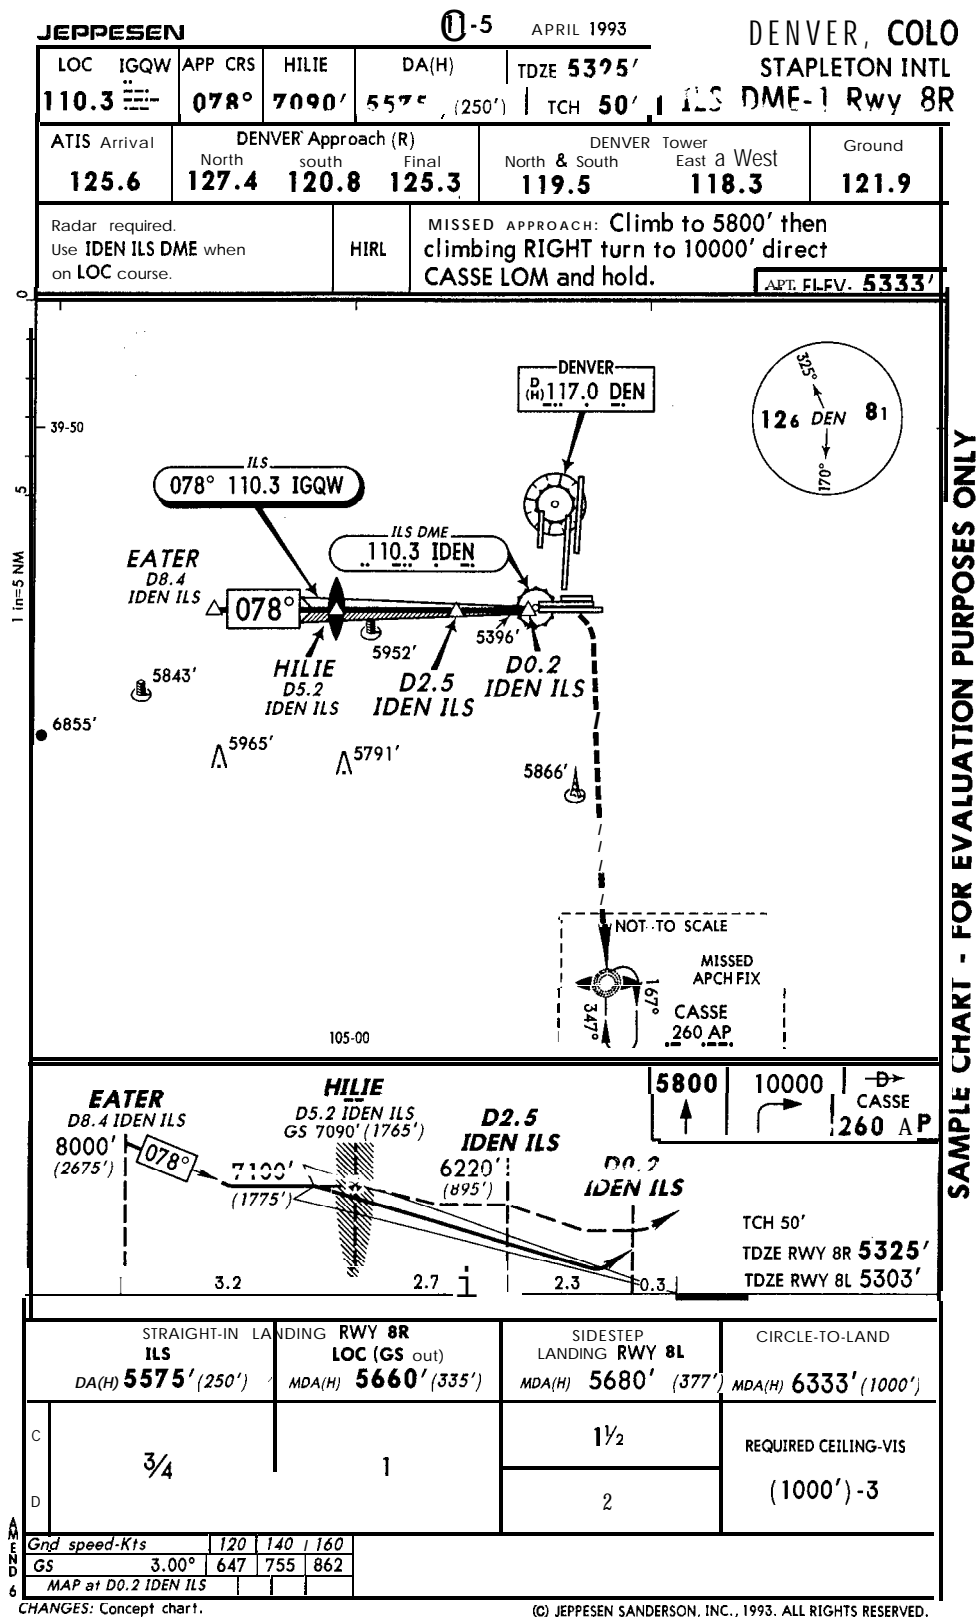 JEPPESEN
11-5 APRIL 1993
DENVER, COLO
STAPLETON INTL
ILS DME-1 Rwy 8R
LOC IGQW
110.3
APP CRS
078°
HILIE
7090'
DA(H)
(250')
TDZE
TCH 50'
ATIS Arrival
125.6
DENVER Approach (R)
North south Final
127.4 120.8 125.3
DENVER Tower
North & South East a West
119.5 118.3
Ground
121.9
Radar required.
Use IDEN ILS DME when
on LOC course.
HIRL
MISSED APPROACH: Climb to 5800' then
climbing RIGHT turn to 10000' direct
CASSE LOM and hold.
APT. ELEV. 5333'
0
5
1 in=5 NM
39-50
DENVER
D
(H) 117.0 DEN
325°
126 DEN 81
170°
ILS
078° 110.3 IGQW
ILS DME
110.3 IDEN
EATER
D8.4
IDEN ILS
078°
5952'
5396'
HILIE
D5.2
IDEN ILS
D2.5
IDEN ILS
D0.2
IDEN ILS
5843'
6855'
5965'
5791'
5866'
NOT TO SCALE
MISSED
APCH FIX
167°
347°
CASSE
260 AP
105-00
EATER
D8.4 IDEN ILS
8000'
(2675')
078°
HILIE
D5.2 IDEN ILS
GS 7090' (1765')
7100'
(1775')
D2.5
IDEN ILS
6220'
(895')
D0.2
IDEN ILS
5800
10000
D
CASSE
260 AP
TCH 50'
TDZE RWY 8R 5325'
TDZE RWY 8L 5303'
3.2 2.7 i 2.3 0.3
STRAIGHT-IN LANDING RWY 8R
ILS
DA(H) 5575' (250')
LOC (GS out)
MDA(H) 5660' (335')
SIDESTEP
LANDING RWY 8L
MDA(H) 5680' (377')
CIRCLE-TO-LAND
MDA(H) 6333' (1000')
C
D
3/4
1
1½
2
REQUIRED CEILING-VIS
(1000')-3
Gnd speed-Kts 120 140 160
GS 3.00° 647 755 862
MAP at D0.2 IDEN ILS
AMEND 6
CHANGES: Concept chart.
(C) JEPPESEN SANDERSON, INC., 1993. ALL RIGHTS RESERVED.
SAMPLE CHART - FOR EVALUATION PURPOSES ONLY